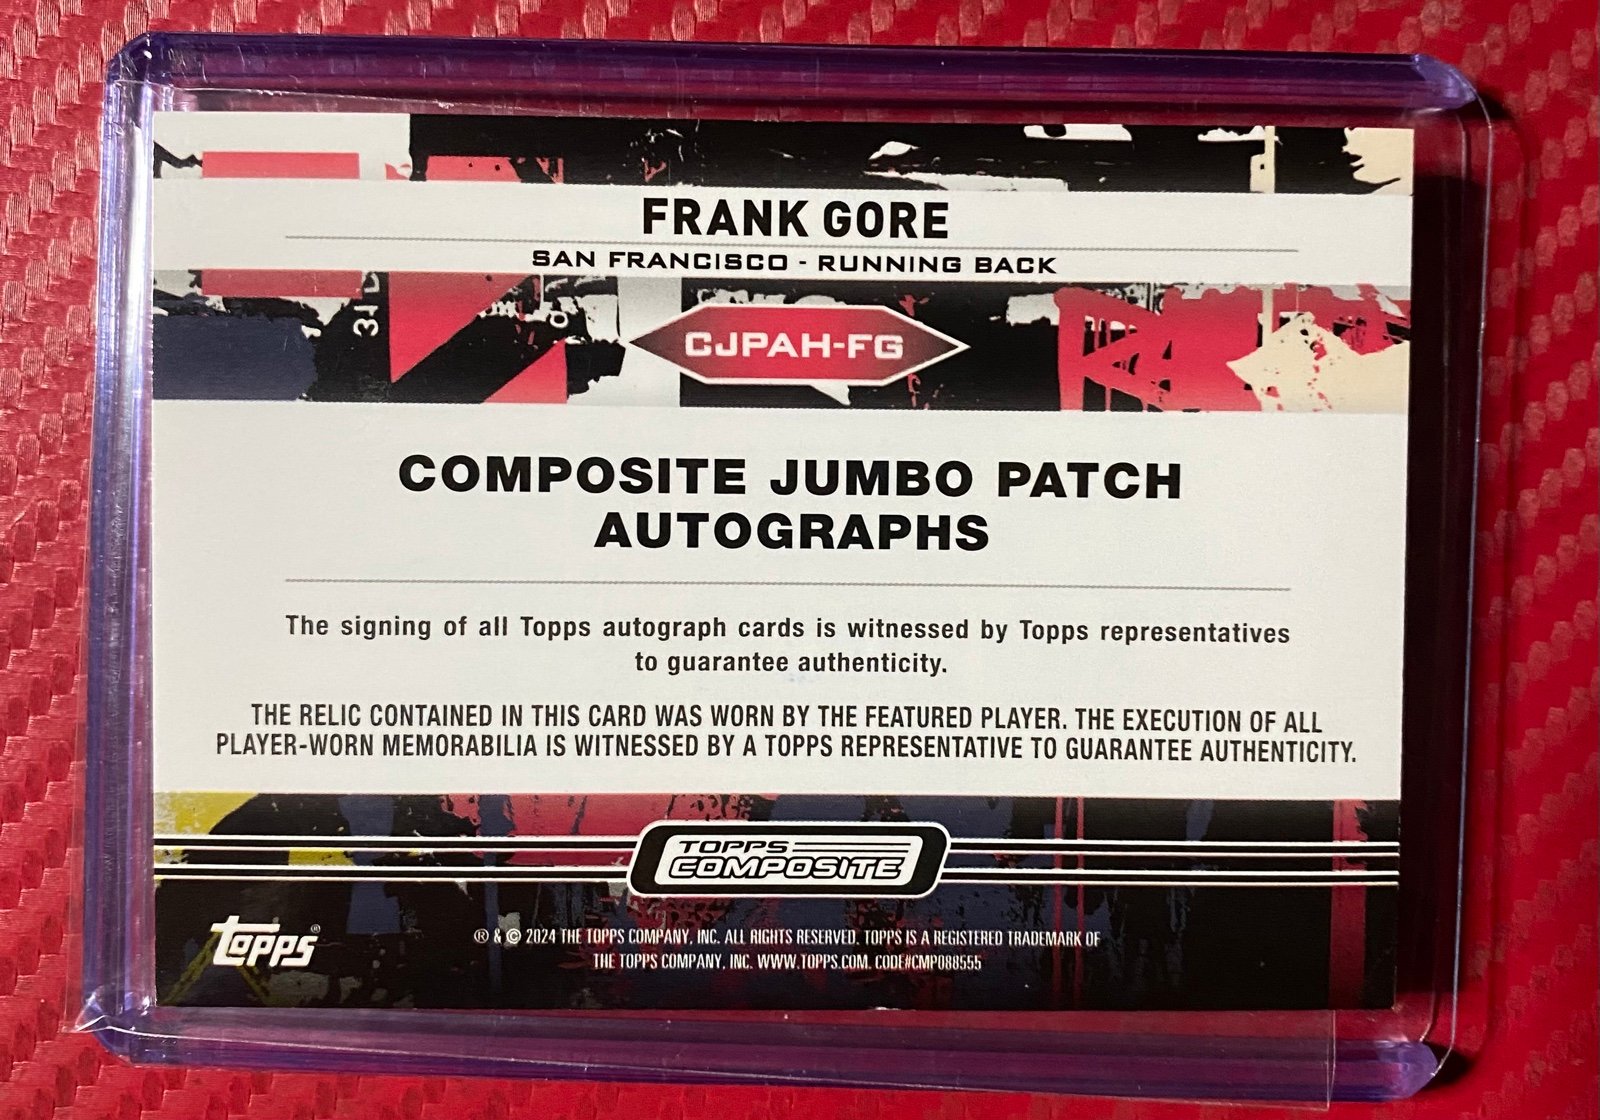 FRANK GORE
SAN FRANCISCO - RUNNING BACK
CJPAH-FG
COMPOSITE JUMBO PATCH
AUTOGRAPHS
The signing of all Topps autograph cards is witnessed by Topps representatives
to guarantee authenticity.
THE RELIC CONTAINED IN THIS CARD WAS WORN BY THE FEATURED PLAYER. THE EXECUTION OF ALL
PLAYER-WORN MEMORABILIA IS WITNESSED BY A TOPPS REPRESENTATIVE TO GUARANTEE AUTHENTICITY.
TOPPS
COMPOSITE
topps®
® & © 2024 THE TOPPS COMPANY, INC. ALL RIGHTS RESERVED. TOPPS IS A REGISTERED TRADEMARK OF
THE TOPPS COMPANY, INC. WWW.TOPPS.COM. CODE#CMP088555